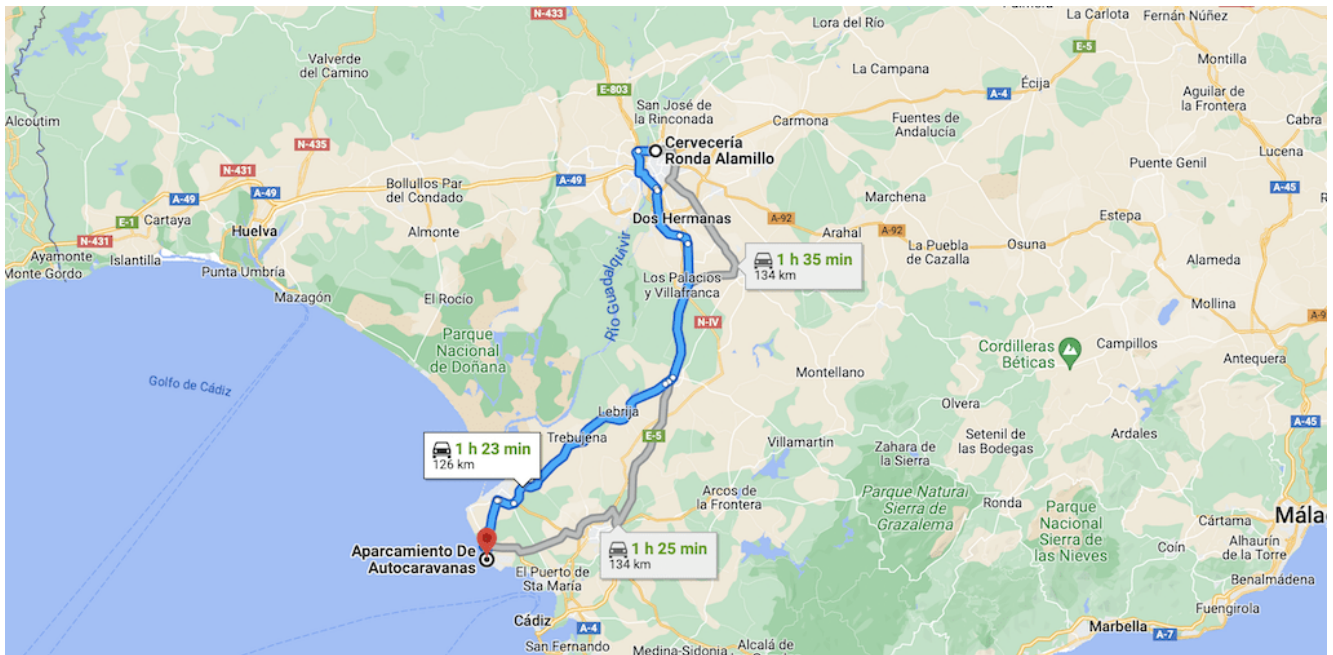 N-433
Lora del Río
Palmera
La Carlota
Fernán Núñez
E-5
Montilla
Valverde
del Camino
La Campana
Écija
E-803
A-4
Aguilar de
la Frontera
San José de
la Rinconada
Carmona
Fuentes de
Andalucía
Cabra
Alcoutim
N-435
Cervecería
Ronda Alamillo
Lucena
Puente Genil
N-431
A-49
Bollullos Par
del Condado
A-49
A-45
Marchena
A-49
Cartaya
E-1
Dos Hermanas
A-92
Estepa
Huelva
Almonte
Arahal
A-92
N-431
Ayamonte
Islantilla
La Puebla
de Cazalla
Osuna
Monte Gordo
Punta Umbría
Río Guadalquivir
1 h 35 min
134 km
Alameda
Los Palacios
y Villafranca
Mazagón
El Rocío
Mollina
N-IV
Parque
Nacional
de Doñana
Cordilleras
Béticas
Campillos
Antequera
Golfo de Cádiz
Montellano
Olvera
Lebrija
A-45
Trebujena
E-5
Villamartin
Zahara de
la Sierra
Setenil de
las Bodegas
Ardales
1 h 23 min
126 km
Arcos de
la Frontera
Parque Natural
Sierra de
Grazalema
Ronda
Parque
Nacional
Sierra de
las Nieves
Cártama
Coín
Alhaurín
de la Torre
Aparcamiento De
Autocaravanas
1 h 25 min
134 km
El Puerto de
Sta María
Benalmádena
Fuengirola
Cádiz
A-4
Marbella
A-7
San Fernando
Medina-Sidonia
Alcalá de